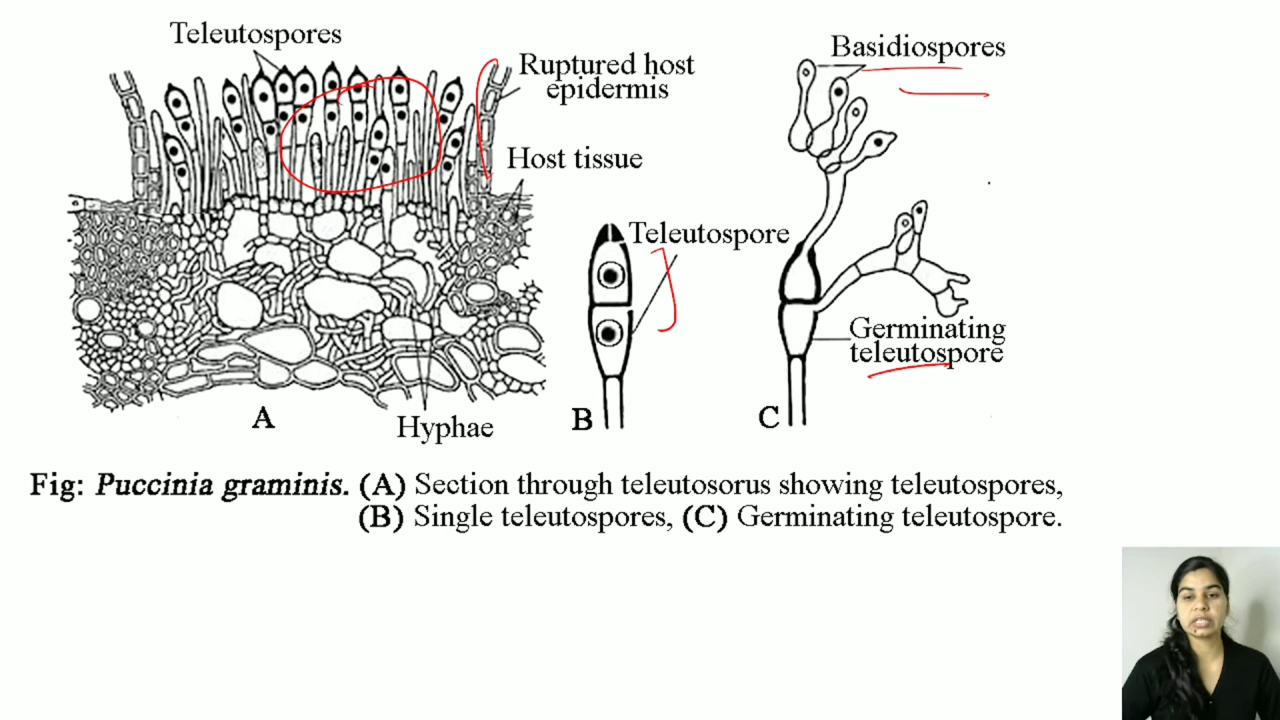 Teleutospores
Ruptured host
epidermis
Host tissue
Basidiospores
Teleutospore
Germinating
teleutospore
A
Hyphae
B
C
Fig: Puccinia graminis. (A) Section through teleutosorus showing teleutospores,
(B) Single teleutospores, (C) Germinating teleutospore.